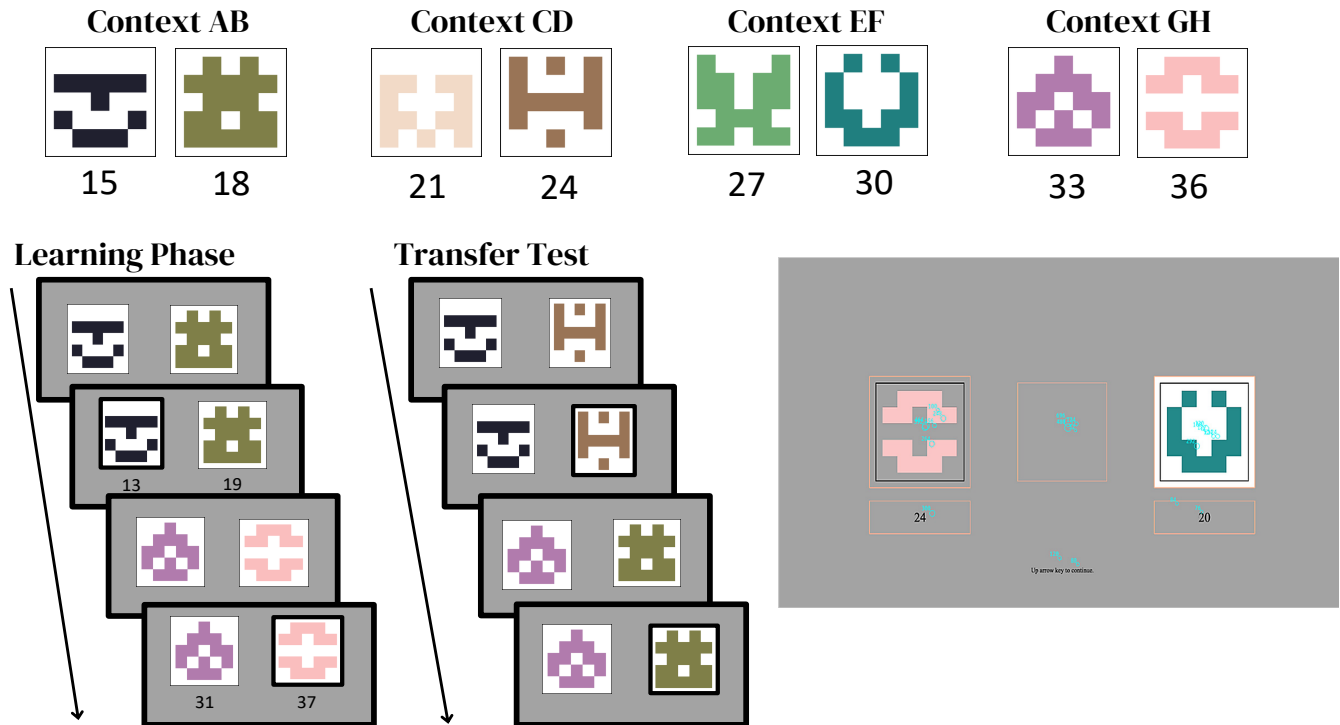 Context AB
Context CD
Context EF
Context GH
15
18
21
24
27
30
33
36
Learning Phase
Transfer Test
13
19
31
37
24
20
Up arrow key to continue.